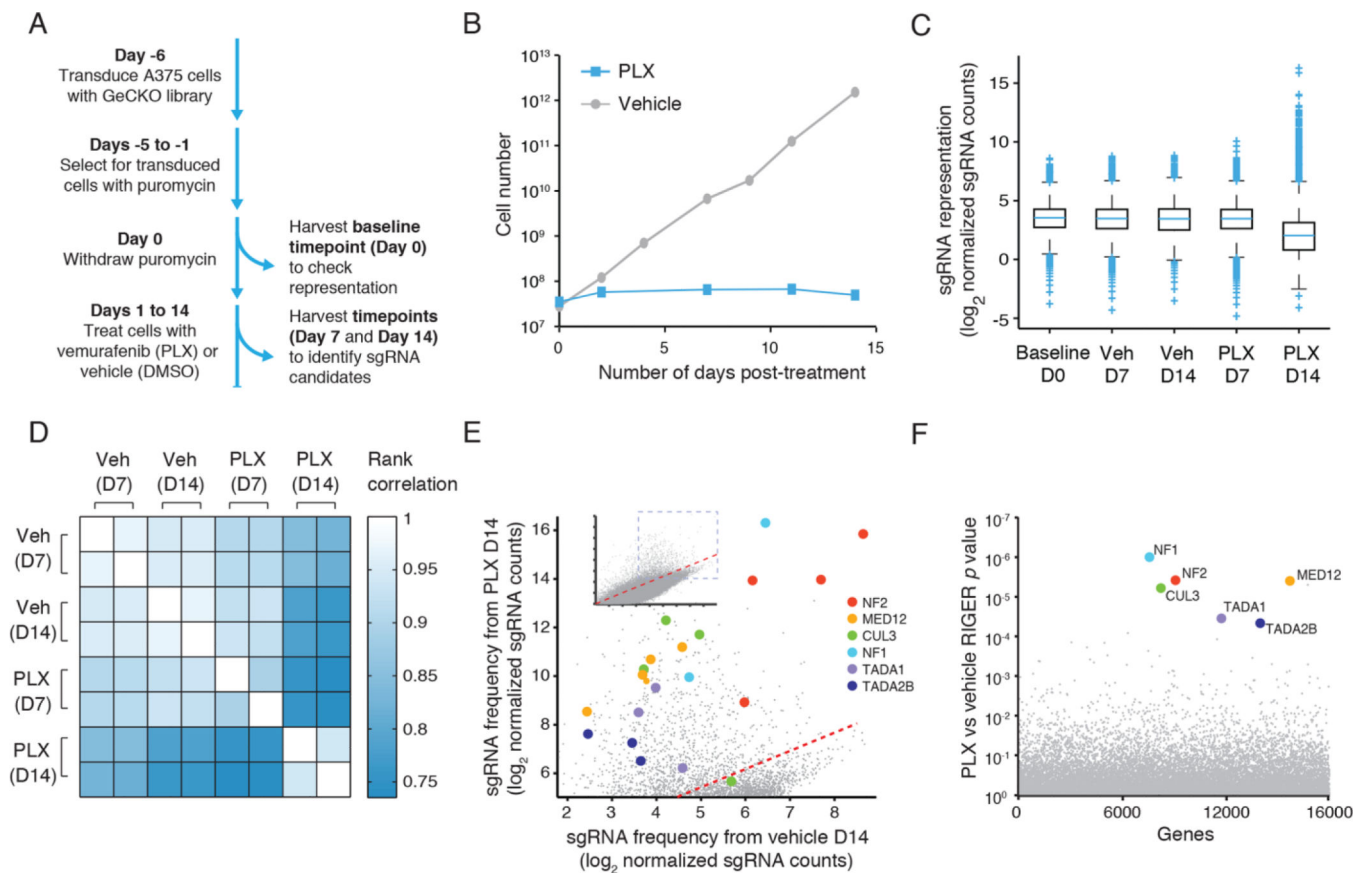 A
Day -6
Transduce A375 cells
with GeCKO library
Days -5 to -1
Select for transduced
cells with puromycin
Day 0
Withdraw puromycin
Harvest baseline
timepoint (Day 0)
to check
representation
Days 1 to 14
Treat cells with
vemurafenib (PLX) or
vehicle (DMSO)
Harvest timepoints
(Day 7 and Day 14)
to identify sgRNA
candidates
B
Cell number
10^13
10^12
10^11
10^10
10^9
10^8
10^7
PLX
Vehicle
0 5 10 15
Number of days post-treatment
C
sgRNA representation
(log₂ normalized sgRNA counts)
15
10
5
0
-5
Baseline Veh Veh PLX PLX
D0 D7 D14 D7 D14
D
Veh Veh PLX PLX Rank
(D7) (D14) (D7) (D14) correlation
Veh
(D7)
Veh
(D14)
PLX
(D7)
PLX
(D14)
1
0.95
0.9
0.85
0.8
0.75
E
sgRNA frequency from PLX D14
(log₂ normalized sgRNA counts)
16
14
12
10
8
6
NF2
MED12
CUL3
NF1
TADA1
TADA2B
2 3 4 5 6 7 8
sgRNA frequency from vehicle D14
(log₂ normalized sgRNA counts)
F
PLX vs vehicle RIGER p value
10^-7
10^-6
10^-5
10^-4
10^-3
10^-2
10^-1
10^0
NF1
NF2
MED12
CUL3
TADA1
TADA2B
0 6000 12000 16000
Genes